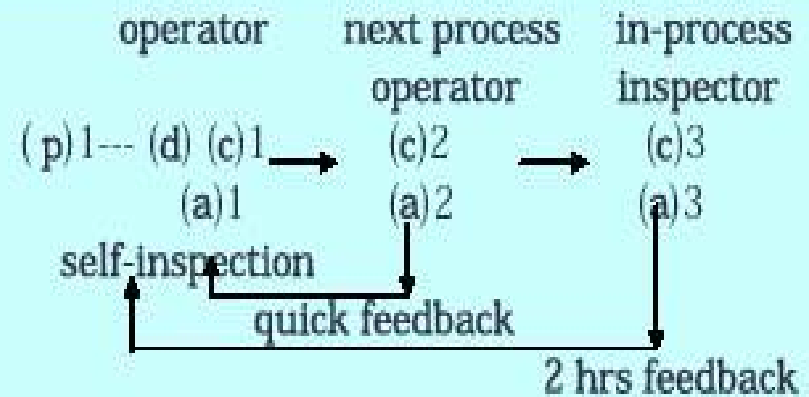 operator next process in-process
operator inspector
(p)1--- (d) (c)1 (c)2 (c)3
(a)1 (a)2 (a)3
self-inspection
quick feedback
2 hrs feedback